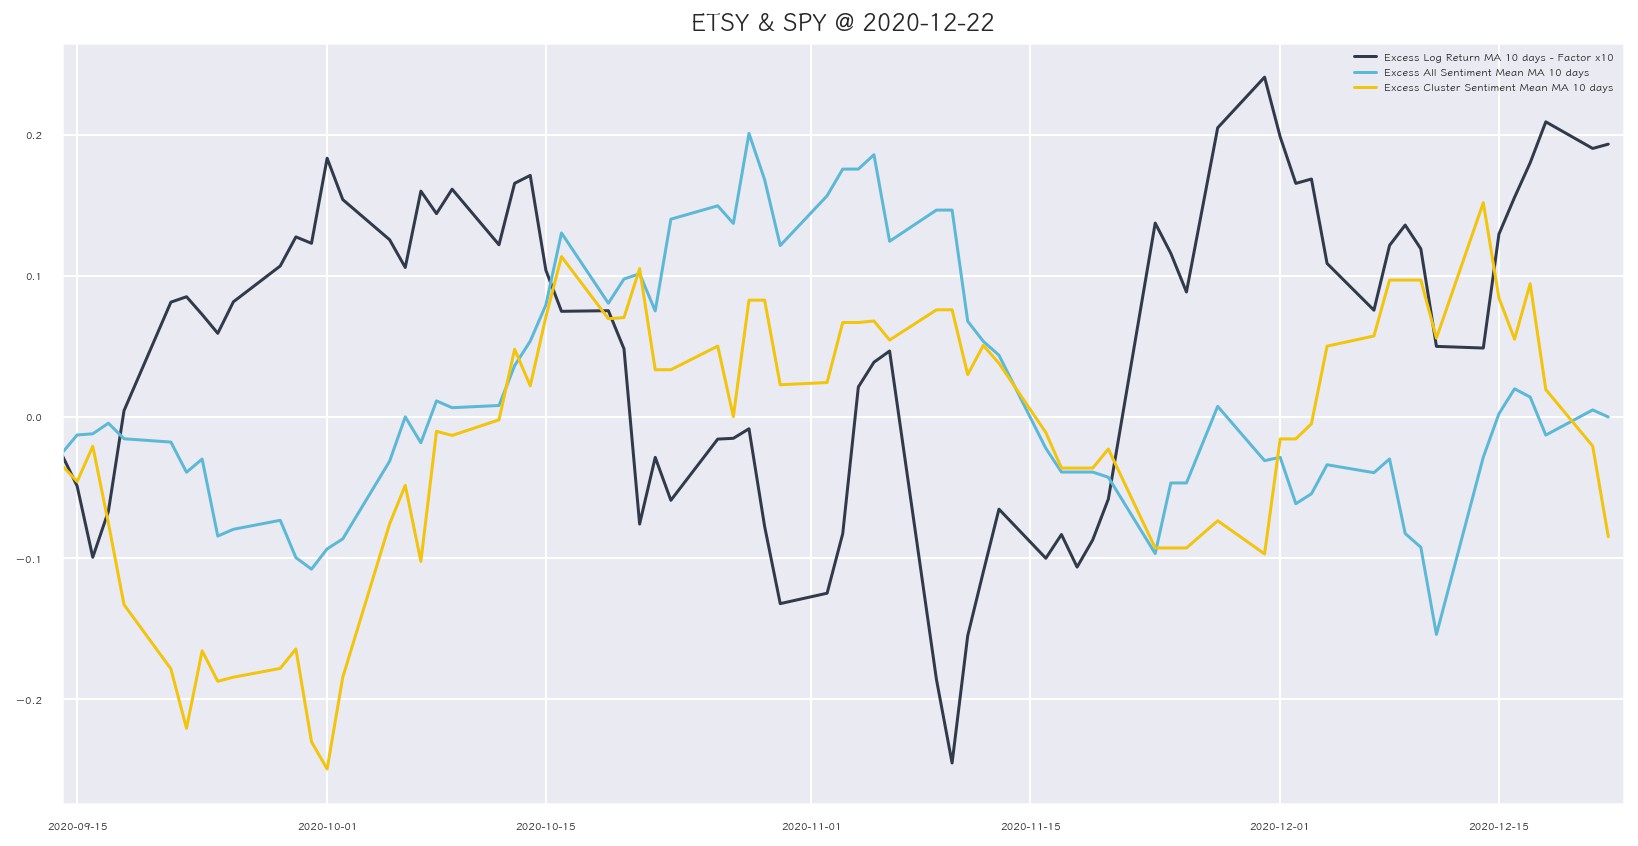 ETSY & SPY @ 2020-12-22
Excess Log Return MA 10 days - Factor x10
Excess All Sentiment Mean MA 10 days
Excess Cluster Sentiment Mean MA 10 days
0.2
0.1
0.0
−0.1
−0.2
2020-09-15 2020-10-01 2020-10-15 2020-11-01 2020-11-15 2020-12-01 2020-12-15